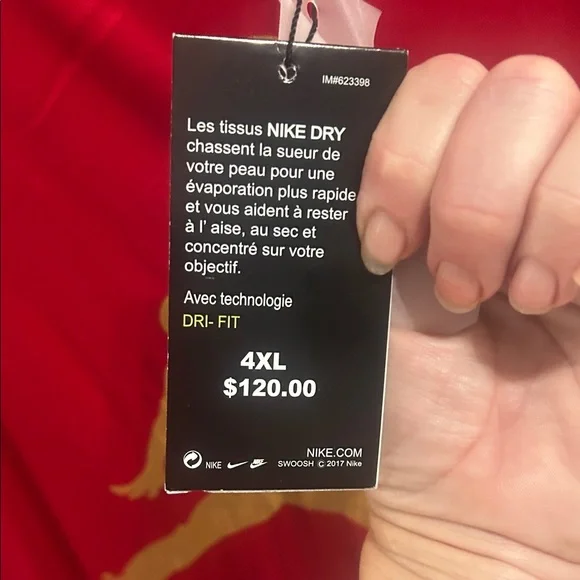 IM#623398
Les tissus NIKE DRY
chassent la sueur de
votre peau pour une
évaporation plus rapide
et vous aident à rester
à l' aise, au sec et
concentré sur votre
objectif.
Avec technologie
DRI- FIT
4XL
$120.00
NIKE.COM
NIKE SWOOSH © 2017 Nike